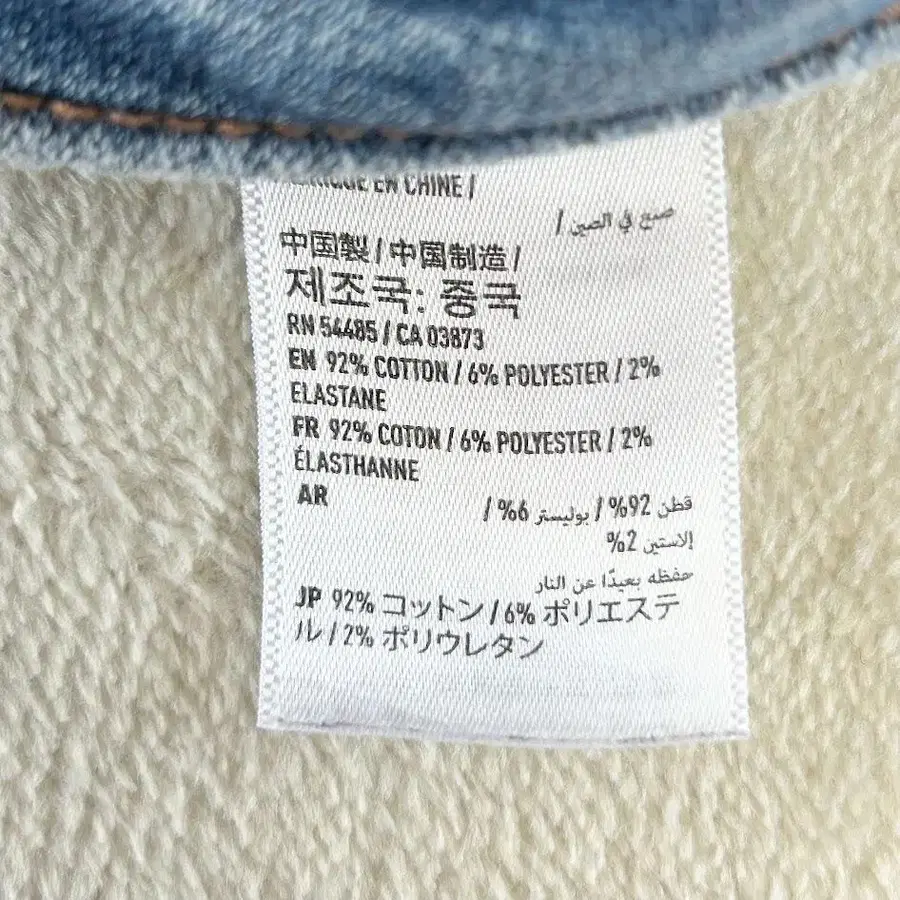 EN CHINE /
صنع في الصين /
中国製 / 中国制造 /
제조국: 중국
RN 54485 / CA 03873
EN 92% COTTON / 6% POLYESTER / 2%
ELASTANE
FR 92% COTON / 6% POLYESTER / 2%
ÉLASTHANNE
AR
قطن 92% / بوليستر 6% /
إلاستين 2%
حفظه بعيدًا عن النار
JP 92% コットン / 6% ポリエステ
ル / 2% ポリウレタン